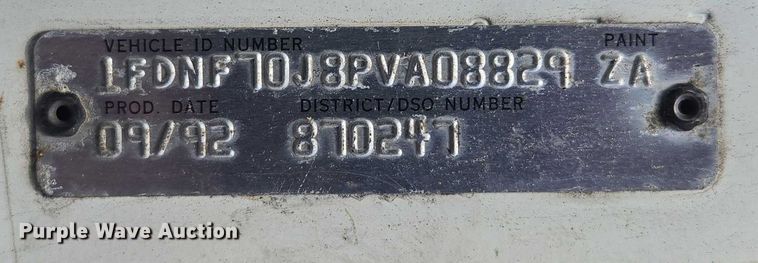 VEHICLE ID NUMBER PAINT
1FDNF70J8PVA08829 ZA
PROD. DATE DISTRICT/DSO NUMBER
09/92 870247
Purple Wave Auction